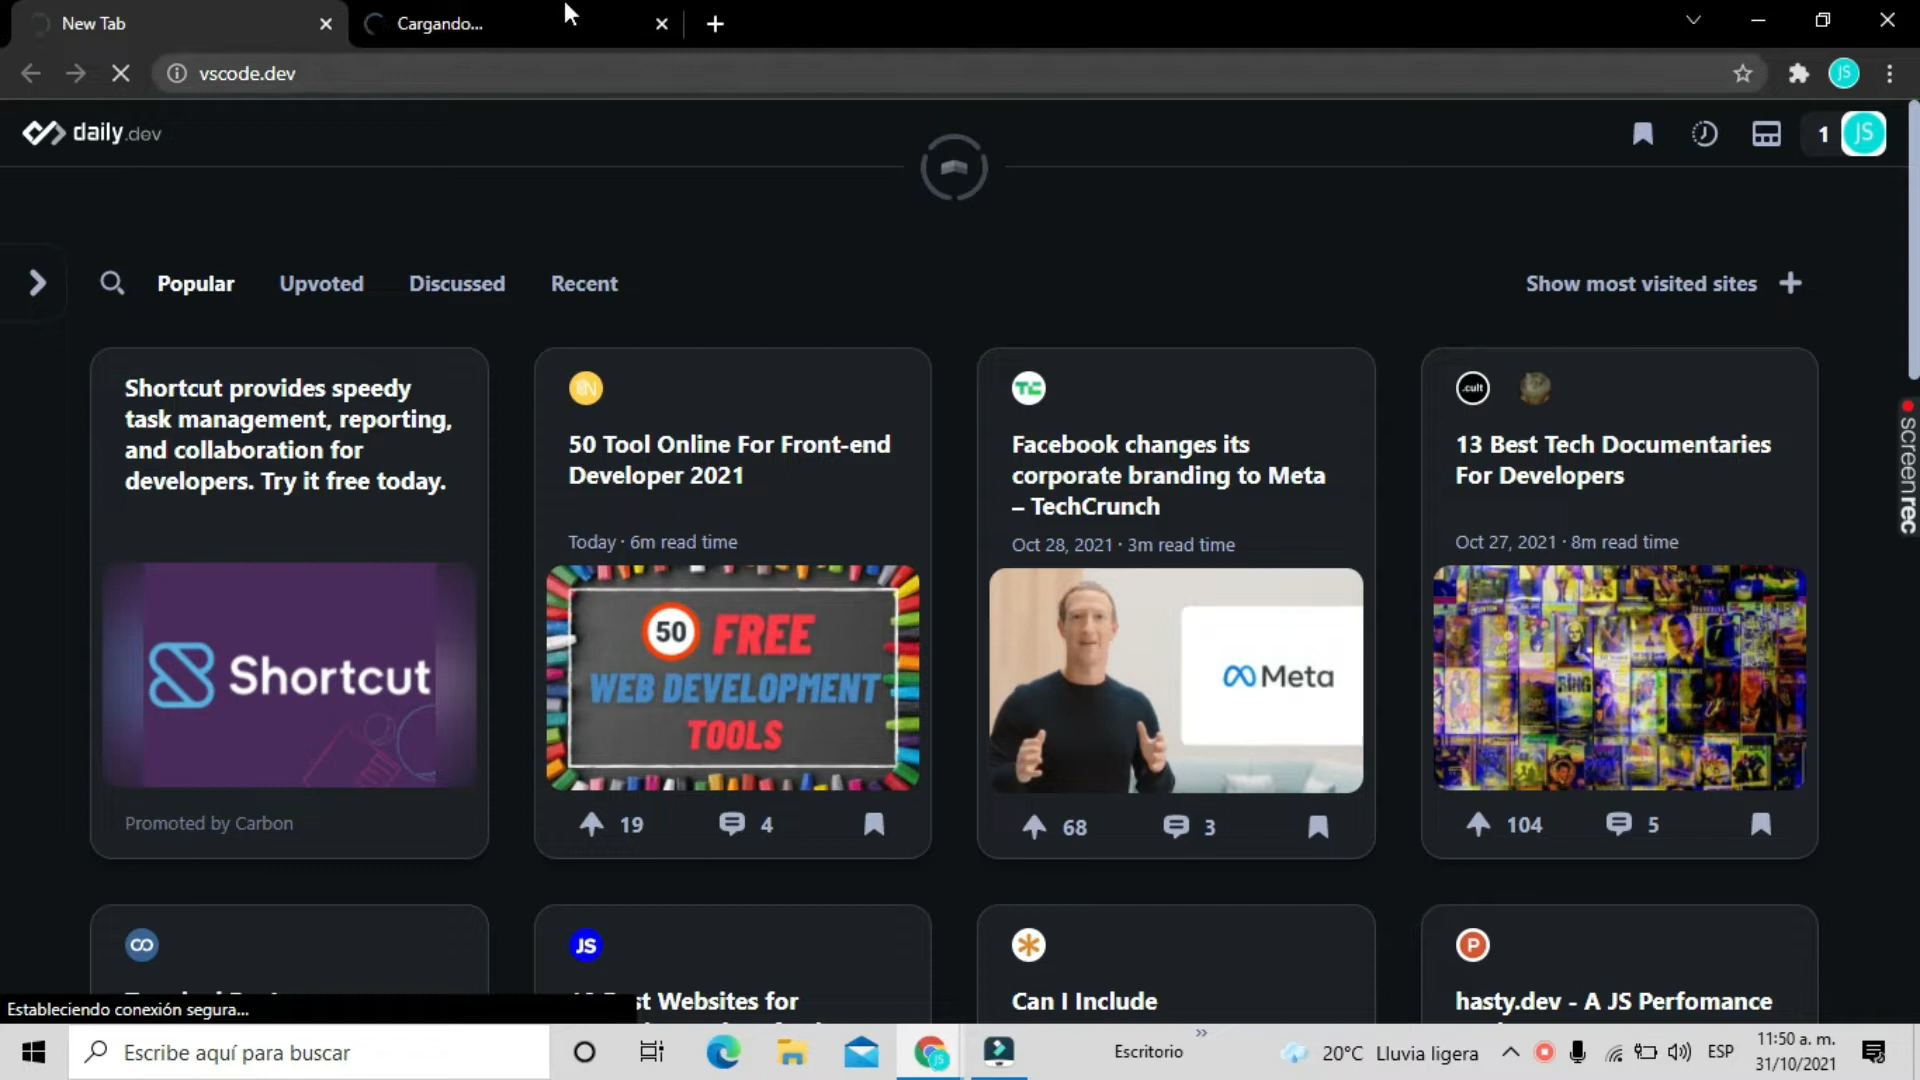 New Tab
Cargando...
vscode.dev
daily.dev
1
JS
JS
Popular
Upvoted
Discussed
Recent
Show most visited sites
Shortcut provides speedy
task management, reporting,
and collaboration for
developers. Try it free today.
Shortcut
Promoted by Carbon
50 Tool Online For Front-end
Developer 2021
Today · 6m read time
50 FREE
WEB DEVELOPMENT
TOOLS
19
4
TC
Facebook changes its
corporate branding to Meta
– TechCrunch
Oct 28, 2021 · 3m read time
Meta
68
3
.cult
13 Best Tech Documentaries
For Developers
Oct 27, 2021 · 8m read time
104
5
screenrec
JS
st Websites for
Can I Include
P
hasty.dev - A JS Perfomance
Estableciendo conexión segura...
Escribe aquí para buscar
Escritorio
20°C Lluvia ligera
ESP
11:50 a. m.
31/10/2021